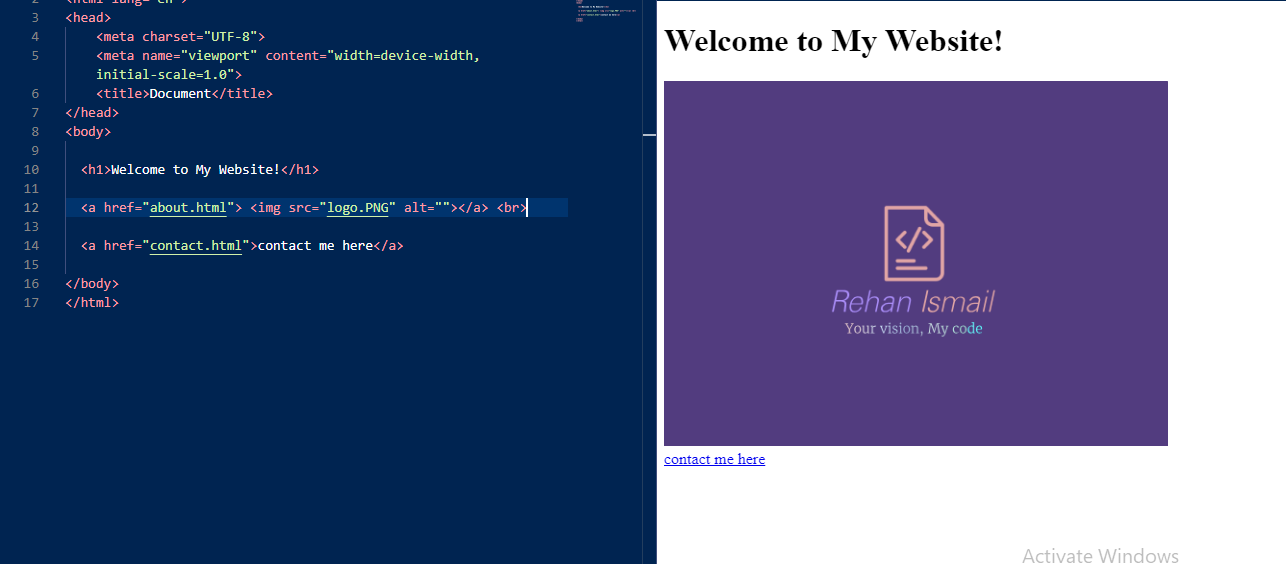 2 <html lang="en">
3 <head>
4 <meta charset="UTF-8">
5 <meta name="viewport" content="width=device-width,
initial-scale=1.0">
6 <title>Document</title>
7 </head>
8 <body>
9
10 <h1>Welcome to My Website!</h1>
11
12 <a href="about.html"> <img src="logo.PNG" alt=""></a> <br>
13
14 <a href="contact.html">contact me here</a>
15
16 </body>
17 </html>
Welcome to My Website!
Rehan Ismail
Your vision, My code
contact me here
Activate Windows